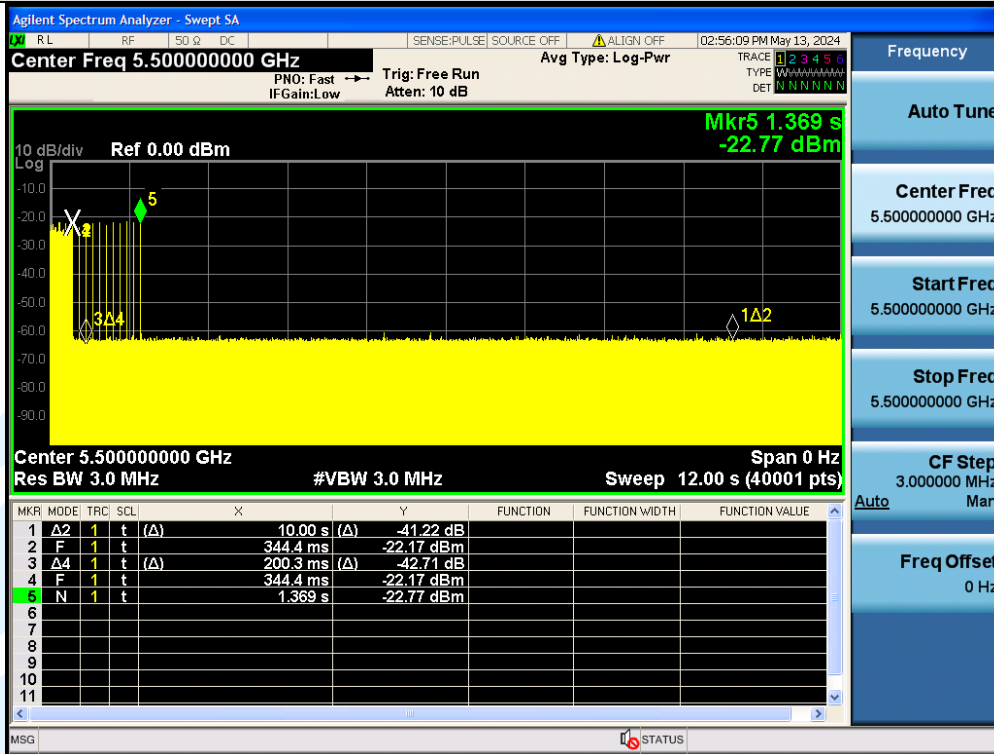 Agilent Spectrum Analyzer - Swept SA
LXI RL RF 50 Ω DC SENSE:PULSE SOURCE OFF ALIGN OFF 02:56:09 PM May 13, 2024
Center Freq 5.500000000 GHz
PNO: Fast
IFGain:Low
Trig: Free Run
Atten: 10 dB
Avg Type: Log-Pwr
TRACE 1 2 3 4 5 6
TYPE
DET N N N N N N
Mkr5 1.369 s
-22.77 dBm
10 dB/div Ref 0.00 dBm
Log
-10.0
-20.0
-30.0
-40.0
-50.0
-60.0
-70.0
-80.0
-90.0
5
2
3Δ4
1Δ2
Center 5.500000000 GHz Span 0 Hz
Res BW 3.0 MHz #VBW 3.0 MHz Sweep 12.00 s (40001 pts)
MKR MODE TRC SCL X Y FUNCTION FUNCTION WIDTH FUNCTION VALUE
1 Δ2 1 t (Δ) 10.00 s (Δ) -41.22 dB
2 F 1 t 344.4 ms -22.17 dBm
3 Δ4 1 t (Δ) 200.3 ms (Δ) -42.71 dB
4 F 1 t 344.4 ms -22.17 dBm
5 N 1 t 1.369 s -22.77 dBm
6
7
8
9
10
11
MSG STATUS
Frequency
Auto Tune
Center Freq
5.500000000 GHz
Start Freq
5.500000000 GHz
Stop Freq
5.500000000 GHz
CF Step
3.000000 MHz
Auto Man
Freq Offset
0 Hz